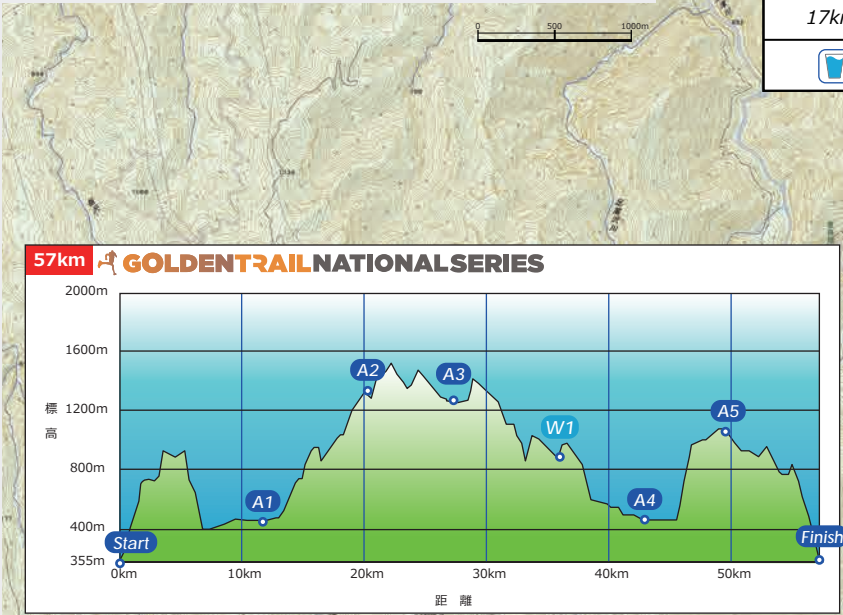 0 500 1000m
17k
57km GOLDENTRAILNATIONALSERIES
2000m
1600m
1200m
800m
400m
355m
標高
Start
A1
A2
A3
W1
A4
A5
Finish
0km 10km 20km 30km 40km 50km
距 離